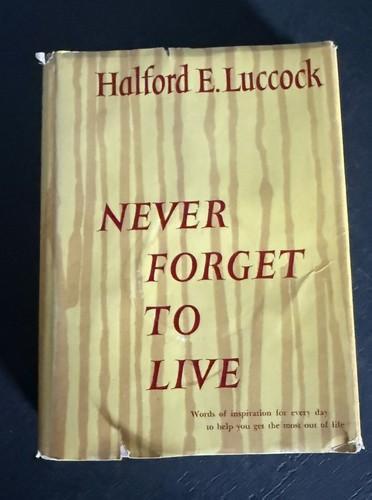 Halford E. Luccock
NEVER
FORGET
TO
LIVE
Words of inspiration for every day
to help you get the most out of life